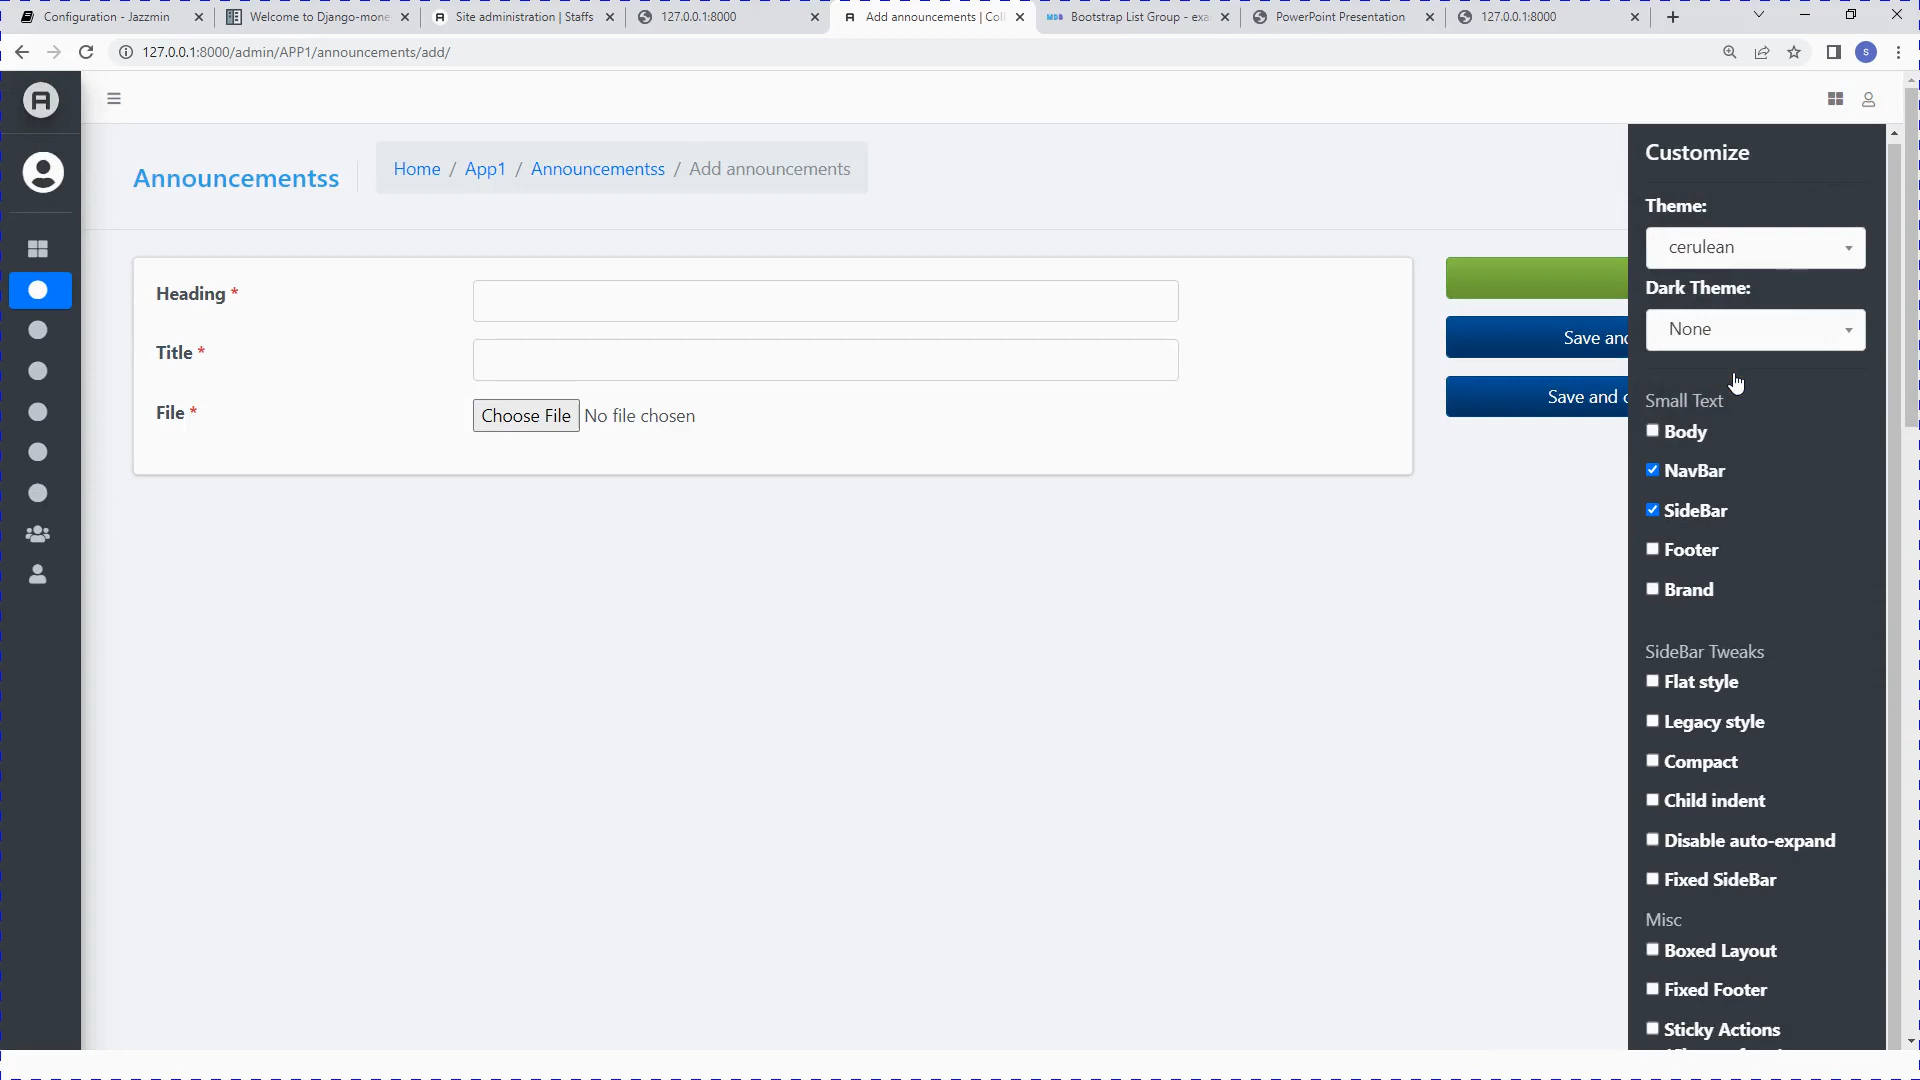 Configuration - Jazzmin
Welcome to Django-mone
Site administration | Staffs
127.0.0.1:8000
Add announcements | Coll
MDB Bootstrap List Group - exa
PowerPoint Presentation
127.0.0.1:8000
127.0.0.1:8000/admin/APP1/announcements/add/
S
Announcementss
Home / App1 / Announcementss / Add announcements
Heading *
Title *
File *
Choose File No file chosen
Save and
Save and c
Customize
Theme:
cerulean
Dark Theme:
None
Small Text
Body
NavBar
SideBar
Footer
Brand
SideBar Tweaks
Flat style
Legacy style
Compact
Child indent
Disable auto-expand
Fixed SideBar
Misc
Boxed Layout
Fixed Footer
Sticky Actions